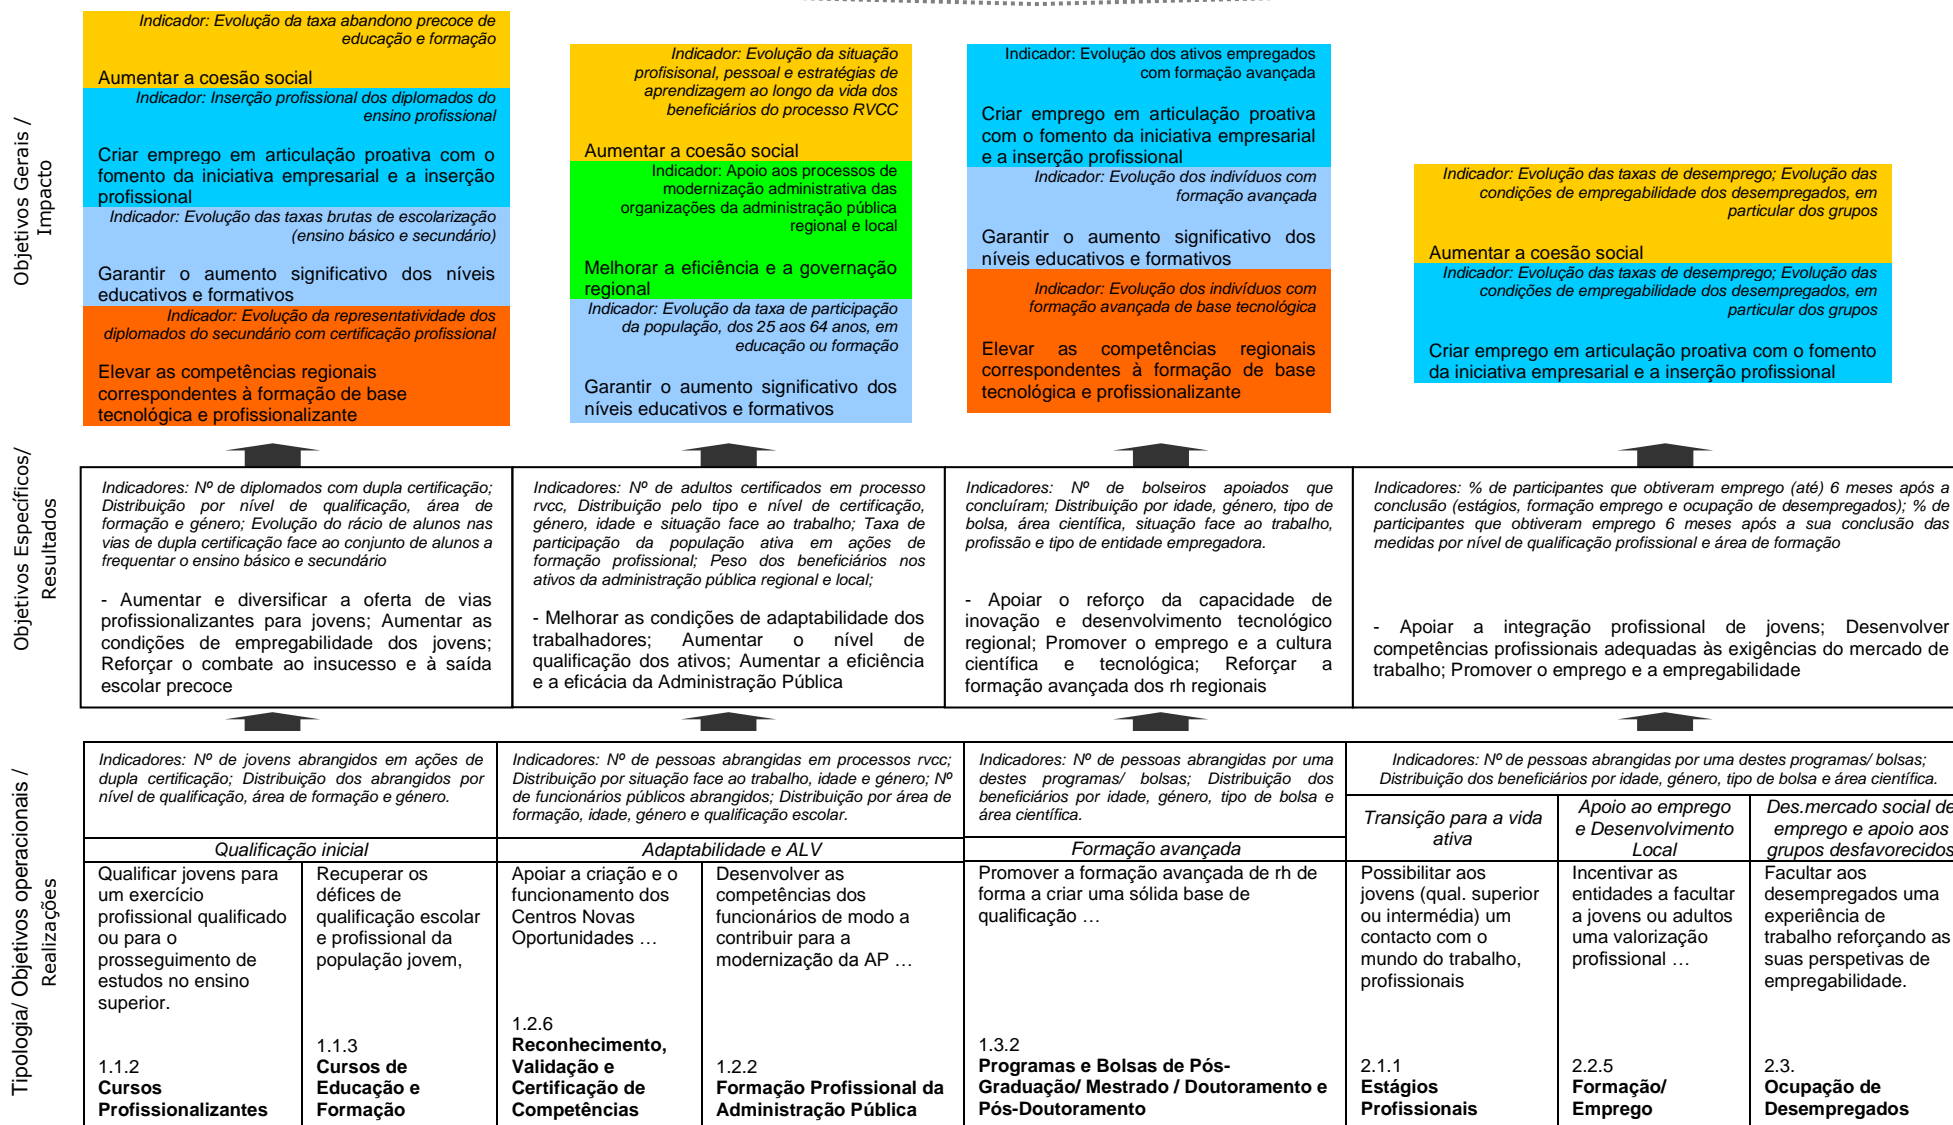 Objetivos Gerais /
Impacto
Indicador: Evolução da taxa abandono precoce de
educação e formação
Aumentar a coesão social
Indicador: Inserção profissional dos diplomados do
ensino profissional
Criar emprego em articulação proativa com o
fomento da iniciativa empresarial e a inserção
profissional
Indicador: Evolução das taxas brutas de escolarização
(ensino básico e secundário)
Garantir o aumento significativo dos níveis
educativos e formativos
Indicador: Evolução da representatividade dos
diplomados do secundário com certificação profissional
Elevar as competências regionais
correspondentes à formação de base
tecnológica e profissionalizante
Indicador: Evolução da situação
profisisonal, pessoal e estratégias de
aprendizagem ao longo da vida dos
beneficiários do processo RVCC
Aumentar a coesão social
Indicador: Apoio aos processos de
modernização administrativa das
organizações da administração pública
regional e local
Melhorar a eficiência e a governação
regional
Indicador: Evolução da taxa de participação
da população, dos 25 aos 64 anos, em
educação ou formação
Garantir o aumento significativo dos
níveis educativos e formativos
Indicador: Evolução dos ativos empregados
com formação avançada
Criar emprego em articulação proativa
com o fomento da iniciativa empresarial
e a inserção profissional
Indicador: Evolução dos indivíduos com
formação avançada
Garantir o aumento significativo dos
níveis educativos e formativos
Indicador: Evolução dos indivíduos com
formação avançada de base tecnológica
Elevar as competências regionais
correspondentes à formação de base
tecnológica e profissionalizante
Indicador: Evolução das taxas de desemprego; Evolução das
condições de empregabilidade dos desempregados, em
particular dos grupos
Aumentar a coesão social
Indicador: Evolução das taxas de desemprego; Evolução das
condições de empregabilidade dos desempregados, em
particular dos grupos
Criar emprego em articulação proativa com o fomento
da iniciativa empresarial e a inserção profissional
Objetivos Específicos/
Resultados
Indicadores: Nº de diplomados com dupla certificação;
Distribuição por nível de qualificação, área de
formação e género; Evolução do rácio de alunos nas
vias de dupla certificação face ao conjunto de alunos a
frequentar o ensino básico e secundário
- Aumentar e diversificar a oferta de vias
profissionalizantes para jovens; Aumentar as
condições de empregabilidade dos jovens;
Reforçar o combate ao insucesso e à saída
escolar precoce
Indicadores: Nº de adultos certificados em processo
rvcc, Distribuição pelo tipo e nível de certificação,
género, idade e situação face ao trabalho; Taxa de
participação da população ativa em ações de
formação profissional; Peso dos beneficiários nos
ativos da administração pública regional e local;
- Melhorar as condições de adaptabilidade dos
trabalhadores; Aumentar o nível de
qualificação dos ativos; Aumentar a eficiência
e a eficácia da Administração Pública
Indicadores: Nº de bolseiros apoiados que
concluíram; Distribuição por idade, género, tipo de
bolsa, área científica, situação face ao trabalho,
profissão e tipo de entidade empregadora.
- Apoiar o reforço da capacidade de
inovação e desenvolvimento tecnológico
regional; Promover o emprego e a cultura
científica e tecnológica; Reforçar a
formação avançada dos rh regionais
Indicadores: % de participantes que obtiveram emprego (até) 6 meses após a
conclusão (estágios, formação emprego e ocupação de desempregados); % de
participantes que obtiveram emprego 6 meses após a sua conclusão das
medidas por nível de qualificação profissional e área de formação
- Apoiar a integração profissional de jovens; Desenvolver
competências profissionais adequadas às exigências do mercado de
trabalho; Promover o emprego e a empregabilidade
Tipologia/ Objetivos operacionais /
Realizações
Indicadores: Nº de jovens abrangidos em ações de
dupla certificação; Distribuição dos abrangidos por
nível de qualificação, área de formação e género.
Qualificação inicial
Qualificar jovens para
um exercício
profissional qualificado
ou para o
prosseguimento de
estudos no ensino
superior.
1.1.2
Cursos
Profissionalizantes
Recuperar os
défices de
qualificação escolar
e profissional da
população jovem,
1.1.3
Cursos de
Educação e
Formação
Indicadores: Nº de pessoas abrangidas em processos rvcc;
Distribuição por situação face ao trabalho, idade e género; Nº
de funcionários públicos abrangidos; Distribuição por área de
formação, idade, género e qualificação escolar.
Adaptabilidade e ALV
Apoiar a criação e o
funcionamento dos
Centros Novas
Oportunidades …
1.2.6
Reconhecimento,
Validação e
Certificação de
Competências
Desenvolver as
competências dos
funcionários de modo a
contribuir para a
modernização da AP …
1.2.2
Formação Profissional da
Administração Pública
Indicadores: Nº de pessoas abrangidas por uma
destes programas/ bolsas; Distribuição dos
beneficiários por idade, género, tipo de bolsa e
área científica.
Formação avançada
Promover a formação avançada de rh de
forma a criar uma sólida base de
qualificação …
1.3.2
Programas e Bolsas de Pós-
Graduação/ Mestrado / Doutoramento e
Pós-Doutoramento
Indicadores: Nº de pessoas abrangidas por uma destes programas/ bolsas;
Distribuição dos beneficiários por idade, género, tipo de bolsa e área científica.
Transição para a vida
ativa
Possibilitar aos
jovens (qual. superior
ou intermédia) um
contacto com o
mundo do trabalho,
profissionais
2.1.1
Estágios
Profissionais
Apoio ao emprego
e Desenvolvimento
Local
Incentivar as
entidades a facultar
a jovens ou adultos
uma valorização
profissional …
2.2.5
Formação/
Emprego
Des.mercado social de
emprego e apoio aos
grupos desfavorecidos
Facultar aos
desempregados uma
experiência de
trabalho reforçando as
suas perspetivas de
empregabilidade.
2.3.
Ocupação de
Desempregados